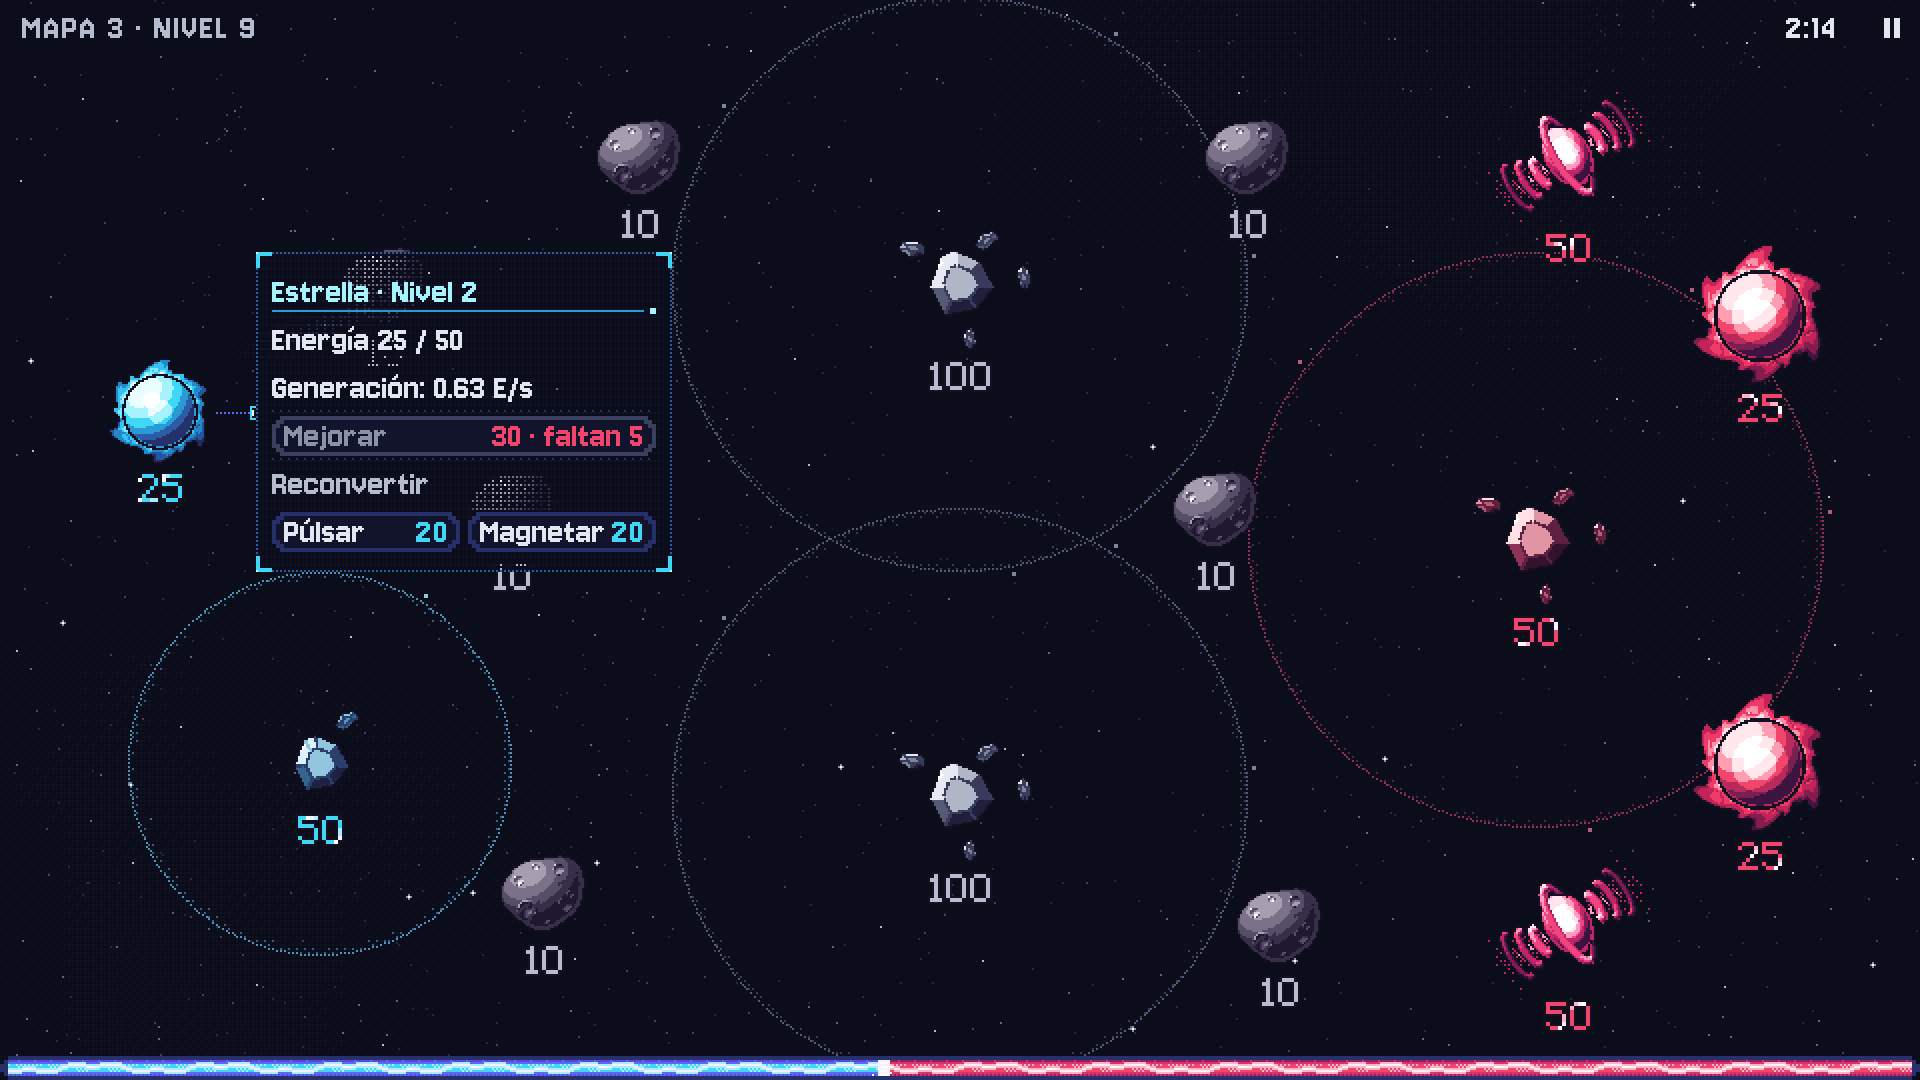 MAPA 3 · NIVEL 9
2:14
10
10
50
Estrella · Nivel 2
Energía 25 / 50
Generación: 0.63 E/s
Mejorar 30 · faltan 5
Reconvertir
Púlsar 20
Magnetar 20
100
25
25
10
10
50
50
100
25
10
10
50